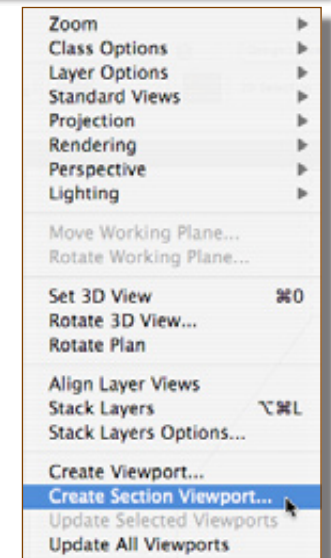 Zoom
Class Options
Layer Options
Standard Views
Projection
Rendering
Perspective
Lighting
Move Working Plane...
Rotate Working Plane...
Set 3D View ⌘0
Rotate 3D View...
Rotate Plan
Align Layer Views
Stack Layers ⌥⌘L
Stack Layers Options...
Create Viewport...
Create Section Viewport...
Update Selected Viewports
Update All Viewports